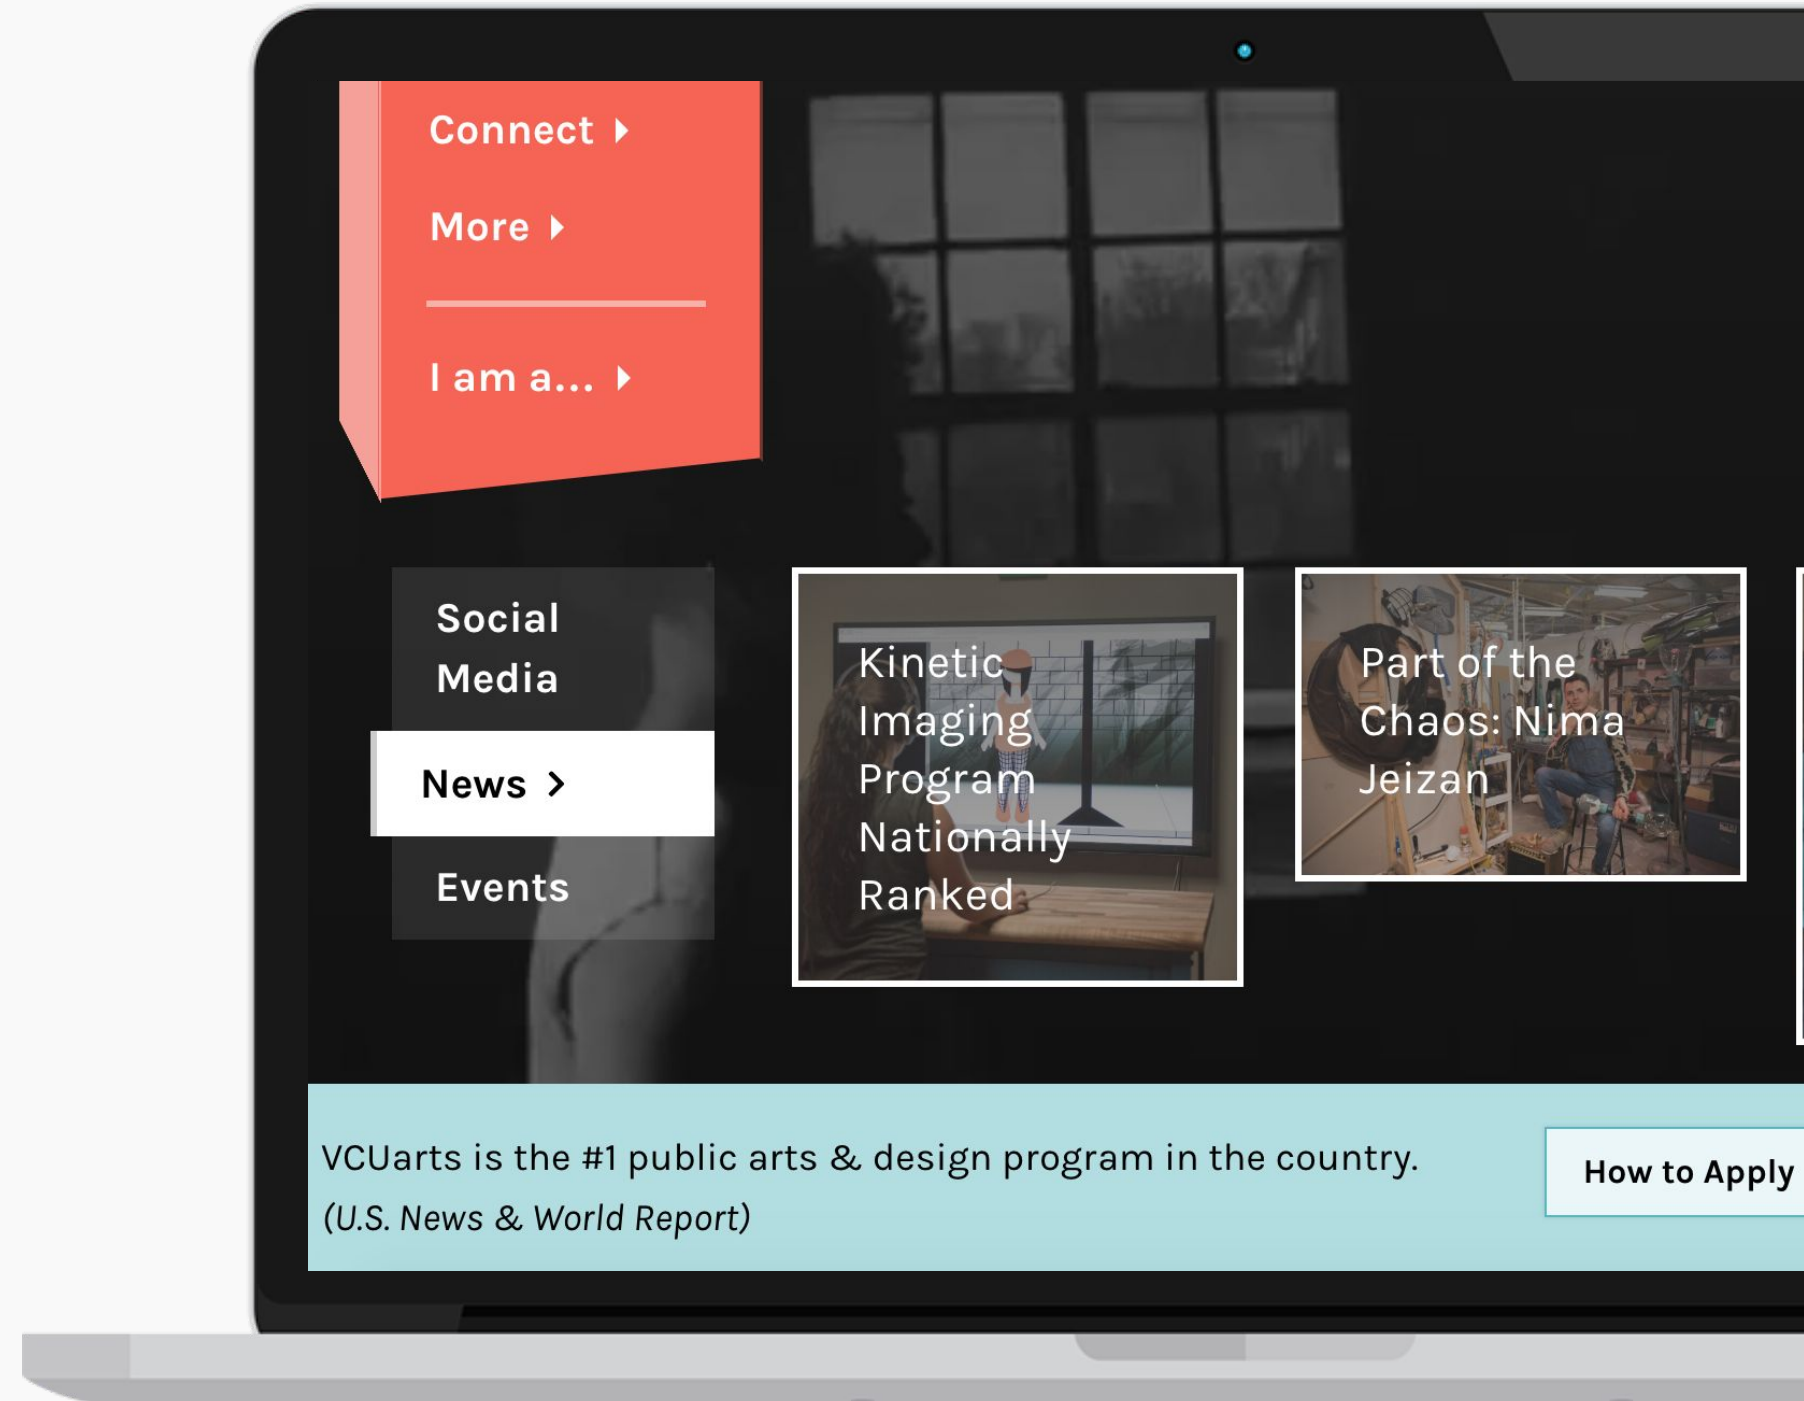 Connect
More
I am a...
Social
Media
News
Events
Kinetic
Imaging
Program
Nationally
Ranked
Part of the
Chaos: Nima
Jeizan
VCUarts is the #1 public arts & design program in the country.
(U.S. News & World Report)
How to Apply